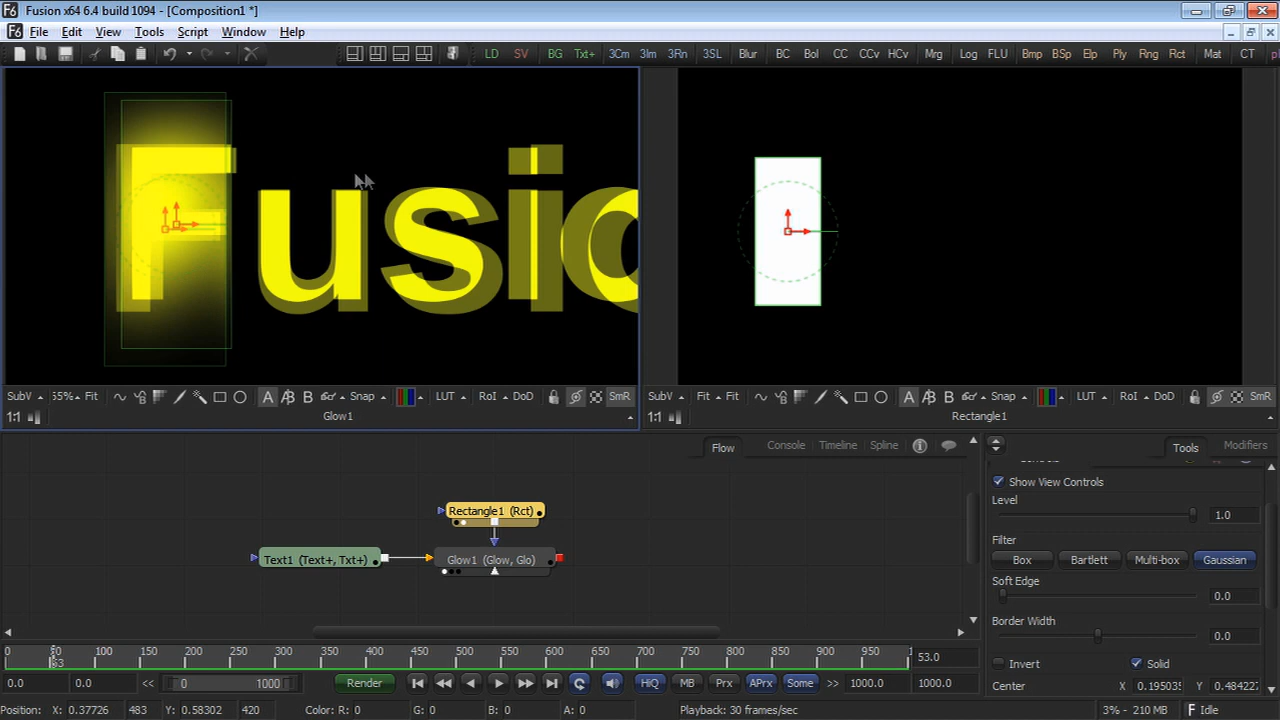 Fusion x64 6.4 build 1094 - [Composition1 *]
File Edit View Tools Script Window Help
LD SV BG Txt+ 3Cm 3Im 3Rn 3SL Blur BC Bol CC CCv HCv Mrg Log FLU Bmp BSp Elp Ply Rng Rct Mat CT
Fusio
SubV Fit A B Snap LUT RoI DoD SmR
1:1 Glow1
SubV Fit Fit A B Snap LUT RoI DoD SmR
1:1 Rectangle1
Flow Console Timeline Spline Tools Modifiers
Controls
Show View Controls
Level
1.0
Filter
Box Bartlett Multi-box Gaussian
Soft Edge
0.0
Border Width
0.0
Invert Solid
Center X 0.195035 Y 0.484227
Rectangle1 (Rct)
Text1 (Text+, Txt+)
Glow1 (Glow, Glo)
0 50 100 150 200 250 300 350 400 450 500 550 600 650 700 750 800 850 900 950
53
53.0
0.0 0.0 << 0 1000 Render HiQ MB Prx APrx Some >> 1000.0 1000.0
Position: X: 0.37726 483 Y: 0.58302 420 Color: R: 0 G: 0 B: 0 A: 0 Playback: 30 frames/sec 3% - 210 MB Idle